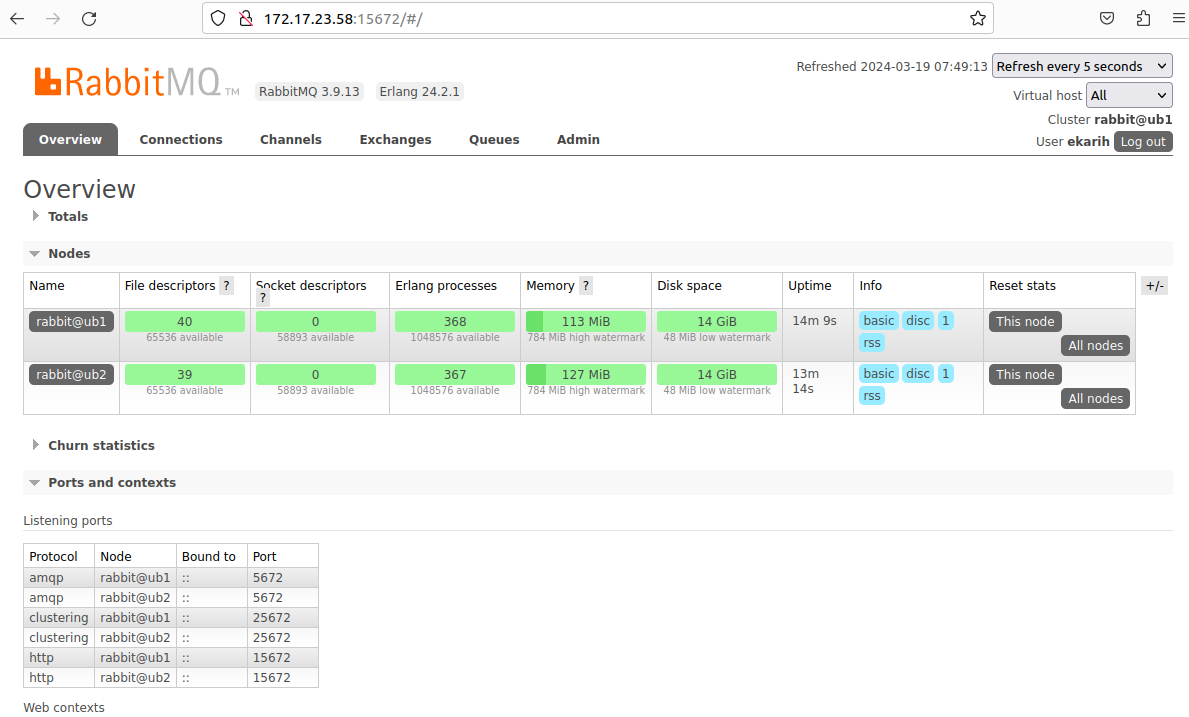 172.17.23.58:15672/#/
Refreshed 2024-03-19 07:49:13 Refresh every 5 seconds
RabbitMQ TM RabbitMQ 3.9.13 Erlang 24.2.1
Virtual host All
Cluster rabbit@ub1
User ekarih Log out
Overview Connections Channels Exchanges Queues Admin
Overview
Totals
Nodes
Name File descriptors ? Socket descriptors ? Erlang processes Memory ? Disk space Uptime Info Reset stats +/-
rabbit@ub1 40 0 368 113 MiB 14 GiB 14m 9s basic disc 1 This node
65536 available 58893 available 1048576 available 784 MiB high watermark 48 MiB low watermark rss All nodes
rabbit@ub2 39 0 367 127 MiB 14 GiB 13m 14s basic disc 1 This node
65536 available 58893 available 1048576 available 784 MiB high watermark 48 MiB low watermark rss All nodes
Churn statistics
Ports and contexts
Listening ports
Protocol Node Bound to Port
amqp rabbit@ub1 :: 5672
amqp rabbit@ub2 :: 5672
clustering rabbit@ub1 :: 25672
clustering rabbit@ub2 :: 25672
http rabbit@ub1 :: 15672
http rabbit@ub2 :: 15672
Web contexts